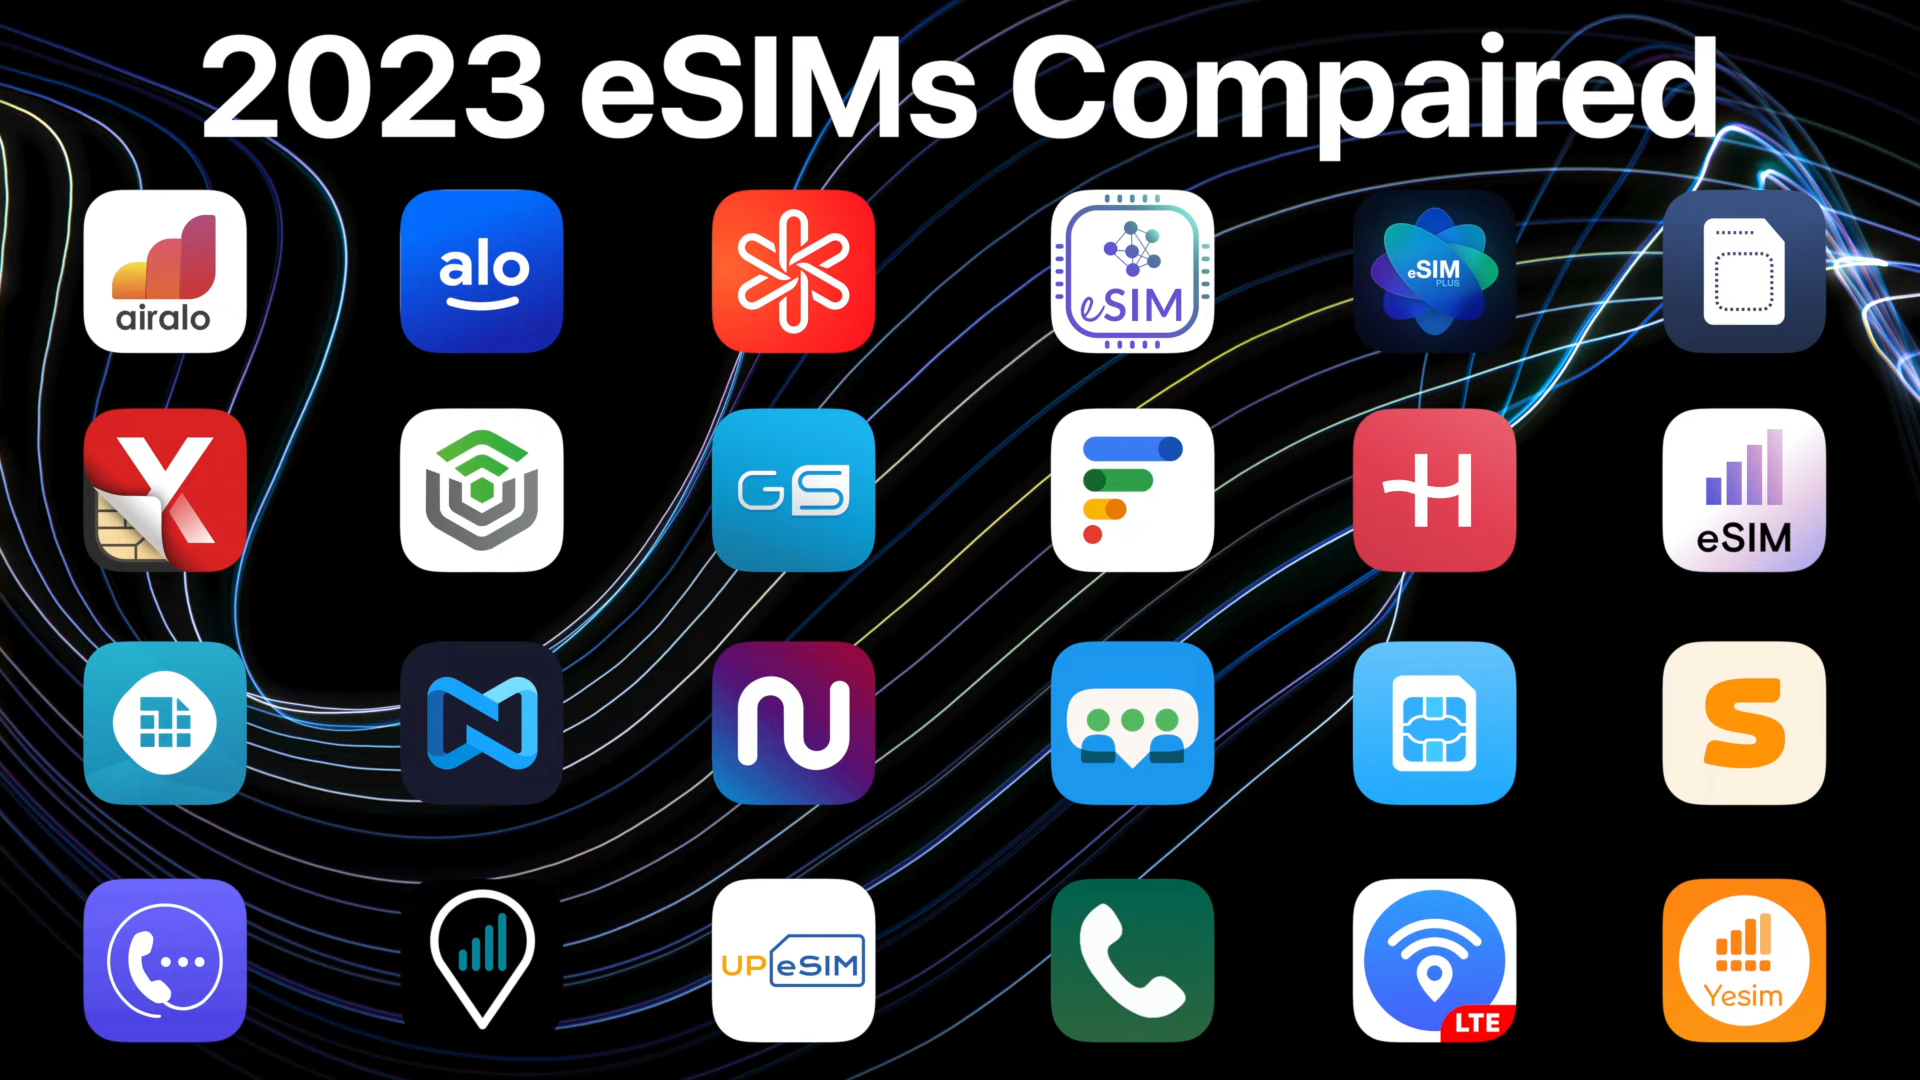 2023 eSIMs Compaired
airalo
alo
eSIM
eSIM
PLUS
X
GS
H
eSIM
N
S
UP eSIM
LTE
Yesim